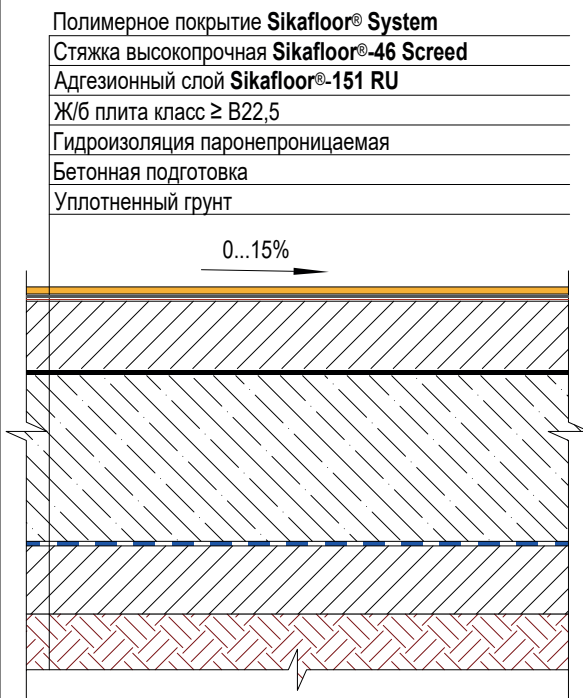 Полимерное покрытие Sikafloor® System
Стяжка высокопрочная Sikafloor®-46 Screed
Адгезионный слой Sikafloor®-151 RU
Ж/б плита класс ≥ В22,5
Гидроизоляция паронепроницаемая
Бетонная подготовка
Уплотненный грунт
0...15%